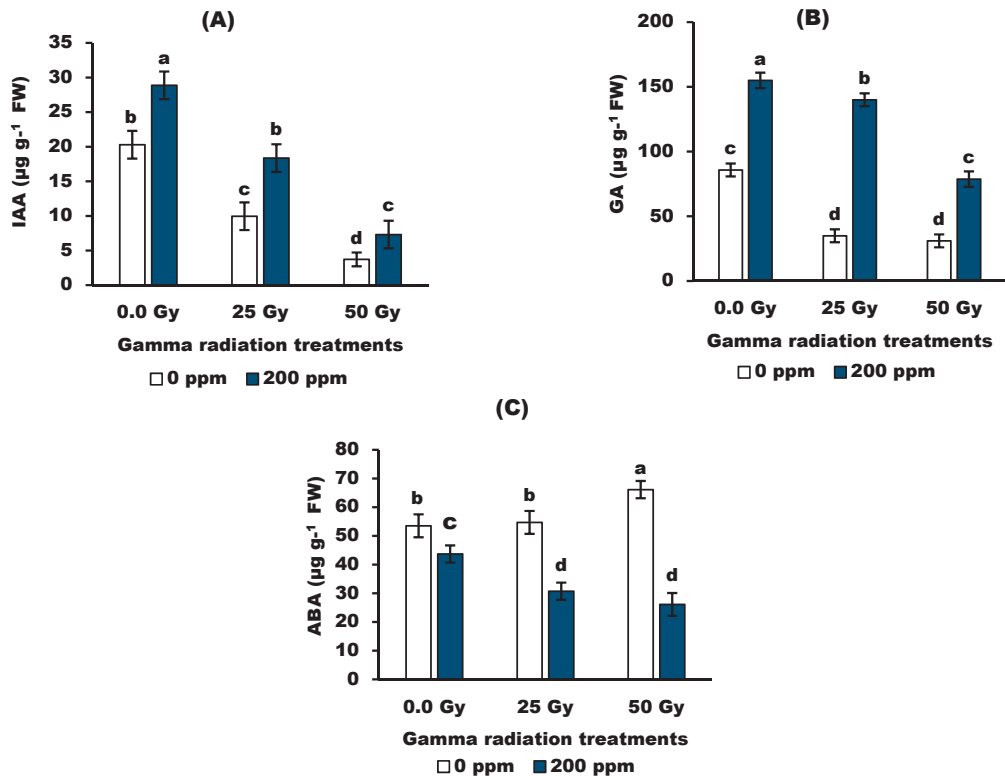 (A)
IAA (µg g-¹ FW)
35
30
25
20
15
10
5
0
b
a
c
b
d
c
0.0 Gy 25 Gy 50 Gy
Gamma radiation treatments
0 ppm 200 ppm
(B)
GA (µg g-¹ FW)
200
150
100
50
0
c
a
d
b
d
c
0.0 Gy 25 Gy 50 Gy
Gamma radiation treatments
0 ppm 200 ppm
(C)
ABA (µg g-¹ FW)
80
70
60
50
40
30
20
10
0
b
c
b
d
a
d
0.0 Gy 25 Gy 50 Gy
Gamma radiation treatments
0 ppm 200 ppm